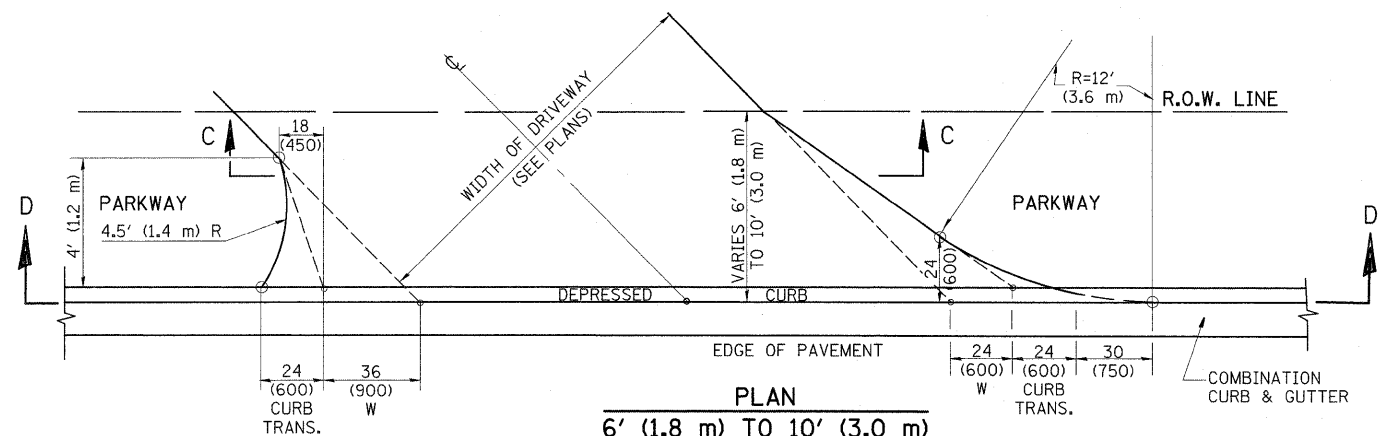 WIDTH OF DRIVEWAY
(SEE PLANS)
℄
R=12'
(3.6 m)
R.O.W. LINE
C
18
(450)
C
D
4' (1.2 m)
PARKWAY
4.5' (1.4 m) R
VARIES 6' (1.8 m)
TO 10' (3.0 m)
PARKWAY
D
24
(600)
DEPRESSED CURB
EDGE OF PAVEMENT
24
(600)
CURB
TRANS.
36
(900)
W
24
(600)
W
24
(600)
CURB
TRANS.
30
(750)
COMBINATION
CURB & GUTTER
PLAN
6' (1.8 m) TO 10' (3.0 m)